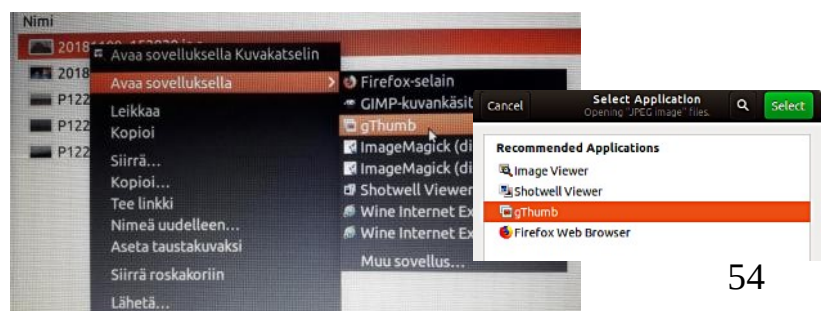 Nimi
2018
Avaa sovelluksella Kuvakatselin
2018
Avaa sovelluksella
P122
Leikkaa
P122
Kopioi
P122
Siirrä...
Kopioi...
Tee linkki
Nimeä uudelleen...
Aseta taustakuvaksi
Siirrä roskakoriin
Lähetä...
Firefox-selain
GIMP-kuvankäsit
gThumb
ImageMagick (di
ImageMagick (di
Shotwell Viewer
Wine Internet Ex
Wine Internet Ex
Muu sovellus...
Cancel
Select Application
Opening "JPEG image" files.
Select
Recommended Applications
Image Viewer
Shotwell Viewer
gThumb
Firefox Web Browser
54